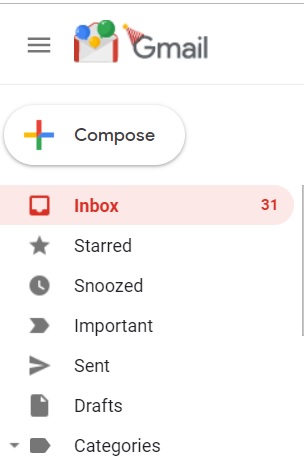 Gmail
Compose
Inbox 31
Starred
Snoozed
Important
Sent
Drafts
Categories